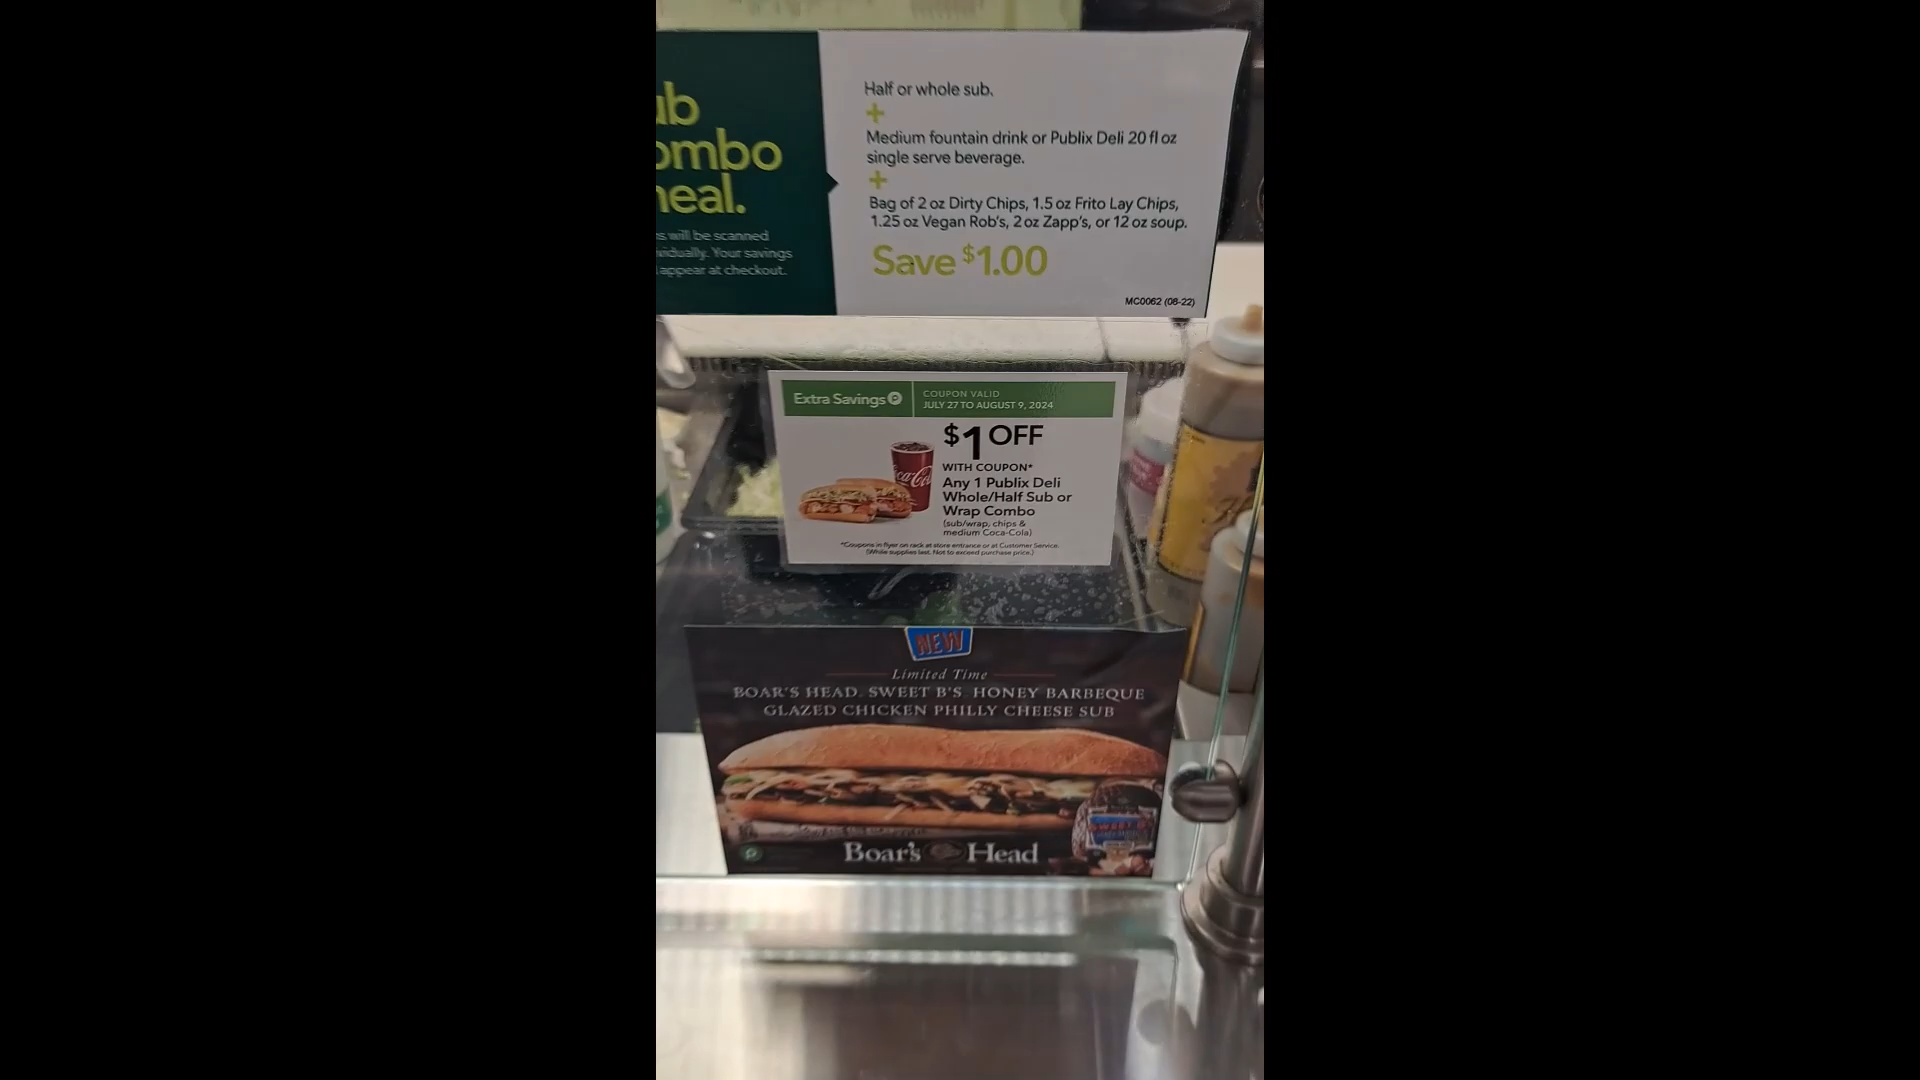 ub
ombo
eal.
s will be scanned
vidually. Your savings
appear at checkout.
Half or whole sub.
+
Medium fountain drink or Publix Deli 20 fl oz
single serve beverage.
+
Bag of 2 oz Dirty Chips, 1.5 oz Frito Lay Chips,
1.25 oz Vegan Rob's, 2 oz Zapp's, or 12 oz soup.
Save $1.00
MC0062 (08-22)
Extra Savings P
COUPON VALID
JULY 27 TO AUGUST 9, 2024
$1 OFF
WITH COUPON*
Any 1 Publix Deli
Whole/Half Sub or
Wrap Combo
(sub/wrap, chips &
medium Coca-Cola)
*Coupons in flyer on rack at store entrance or at Customer Service.
(While supplies last. Not to exceed purchase price.)
NEW
Limited Time
BOAR'S HEAD. SWEET B'S HONEY BARBEQUE
GLAZED CHICKEN PHILLY CHEESE SUB
SWEET B'S
Boar's Head